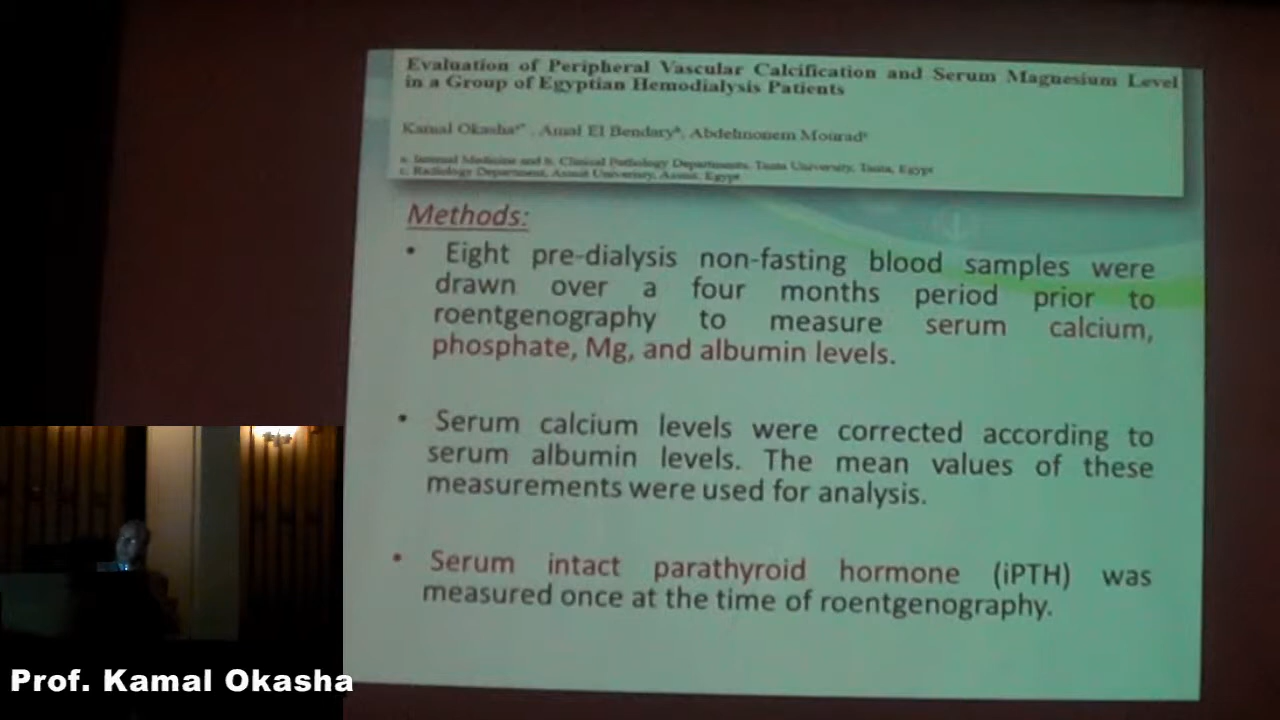 Evaluation of Peripheral Vascular Calcification and Serum Magnesium Level
in a Group of Egyptian Hemodialysis Patients
Kamal Okasha , Amal El Bendary , Abdelmonem Mourad
a. Internal Medicine and b. Clinical Pathology Departments, Tanta University, Tanta, Egypt
c. Radiology Department, Assiut University, Assiut, Egypt
Methods:
• Eight pre-dialysis non-fasting blood samples were
drawn over a four months period prior to
roentgenography to measure serum calcium,
phosphate, Mg, and albumin levels.
• Serum calcium levels were corrected according to
serum albumin levels. The mean values of these
measurements were used for analysis.
• Serum intact parathyroid hormone (iPTH) was
measured once at the time of roentgenography.
Prof. Kamal Okasha